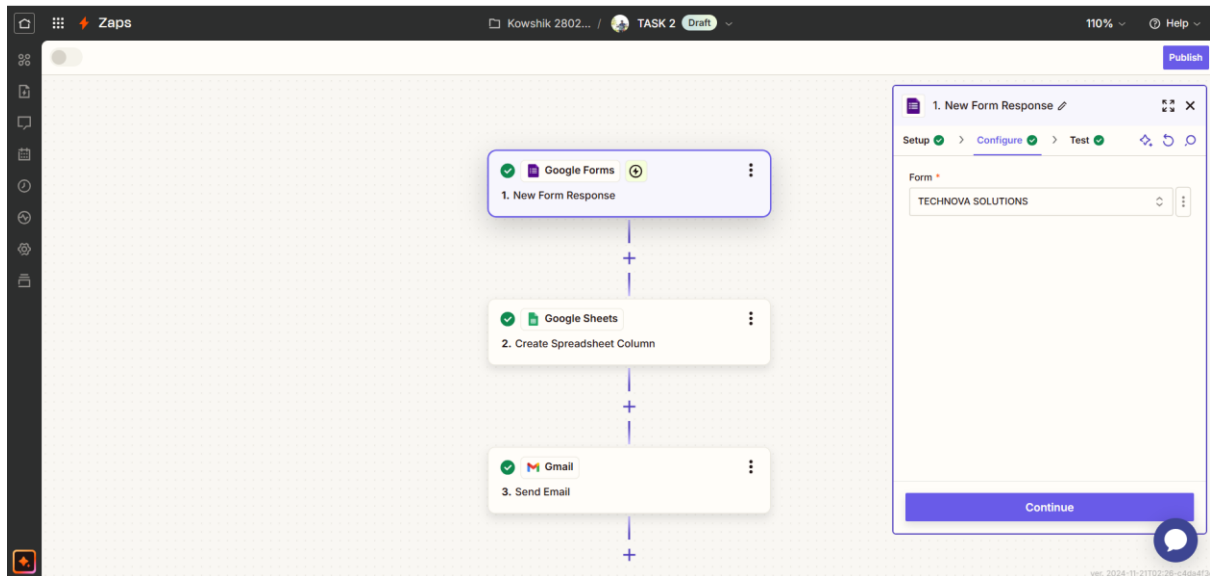 Zaps
Kowshik 2802... / TASK 2 Draft
110%
Help
Publish
1. New Form Response
Setup > Configure > Test
Form *
TECHNOVA SOLUTIONS
Continue
Google Forms
1. New Form Response
Google Sheets
2. Create Spreadsheet Column
Gmail
3. Send Email